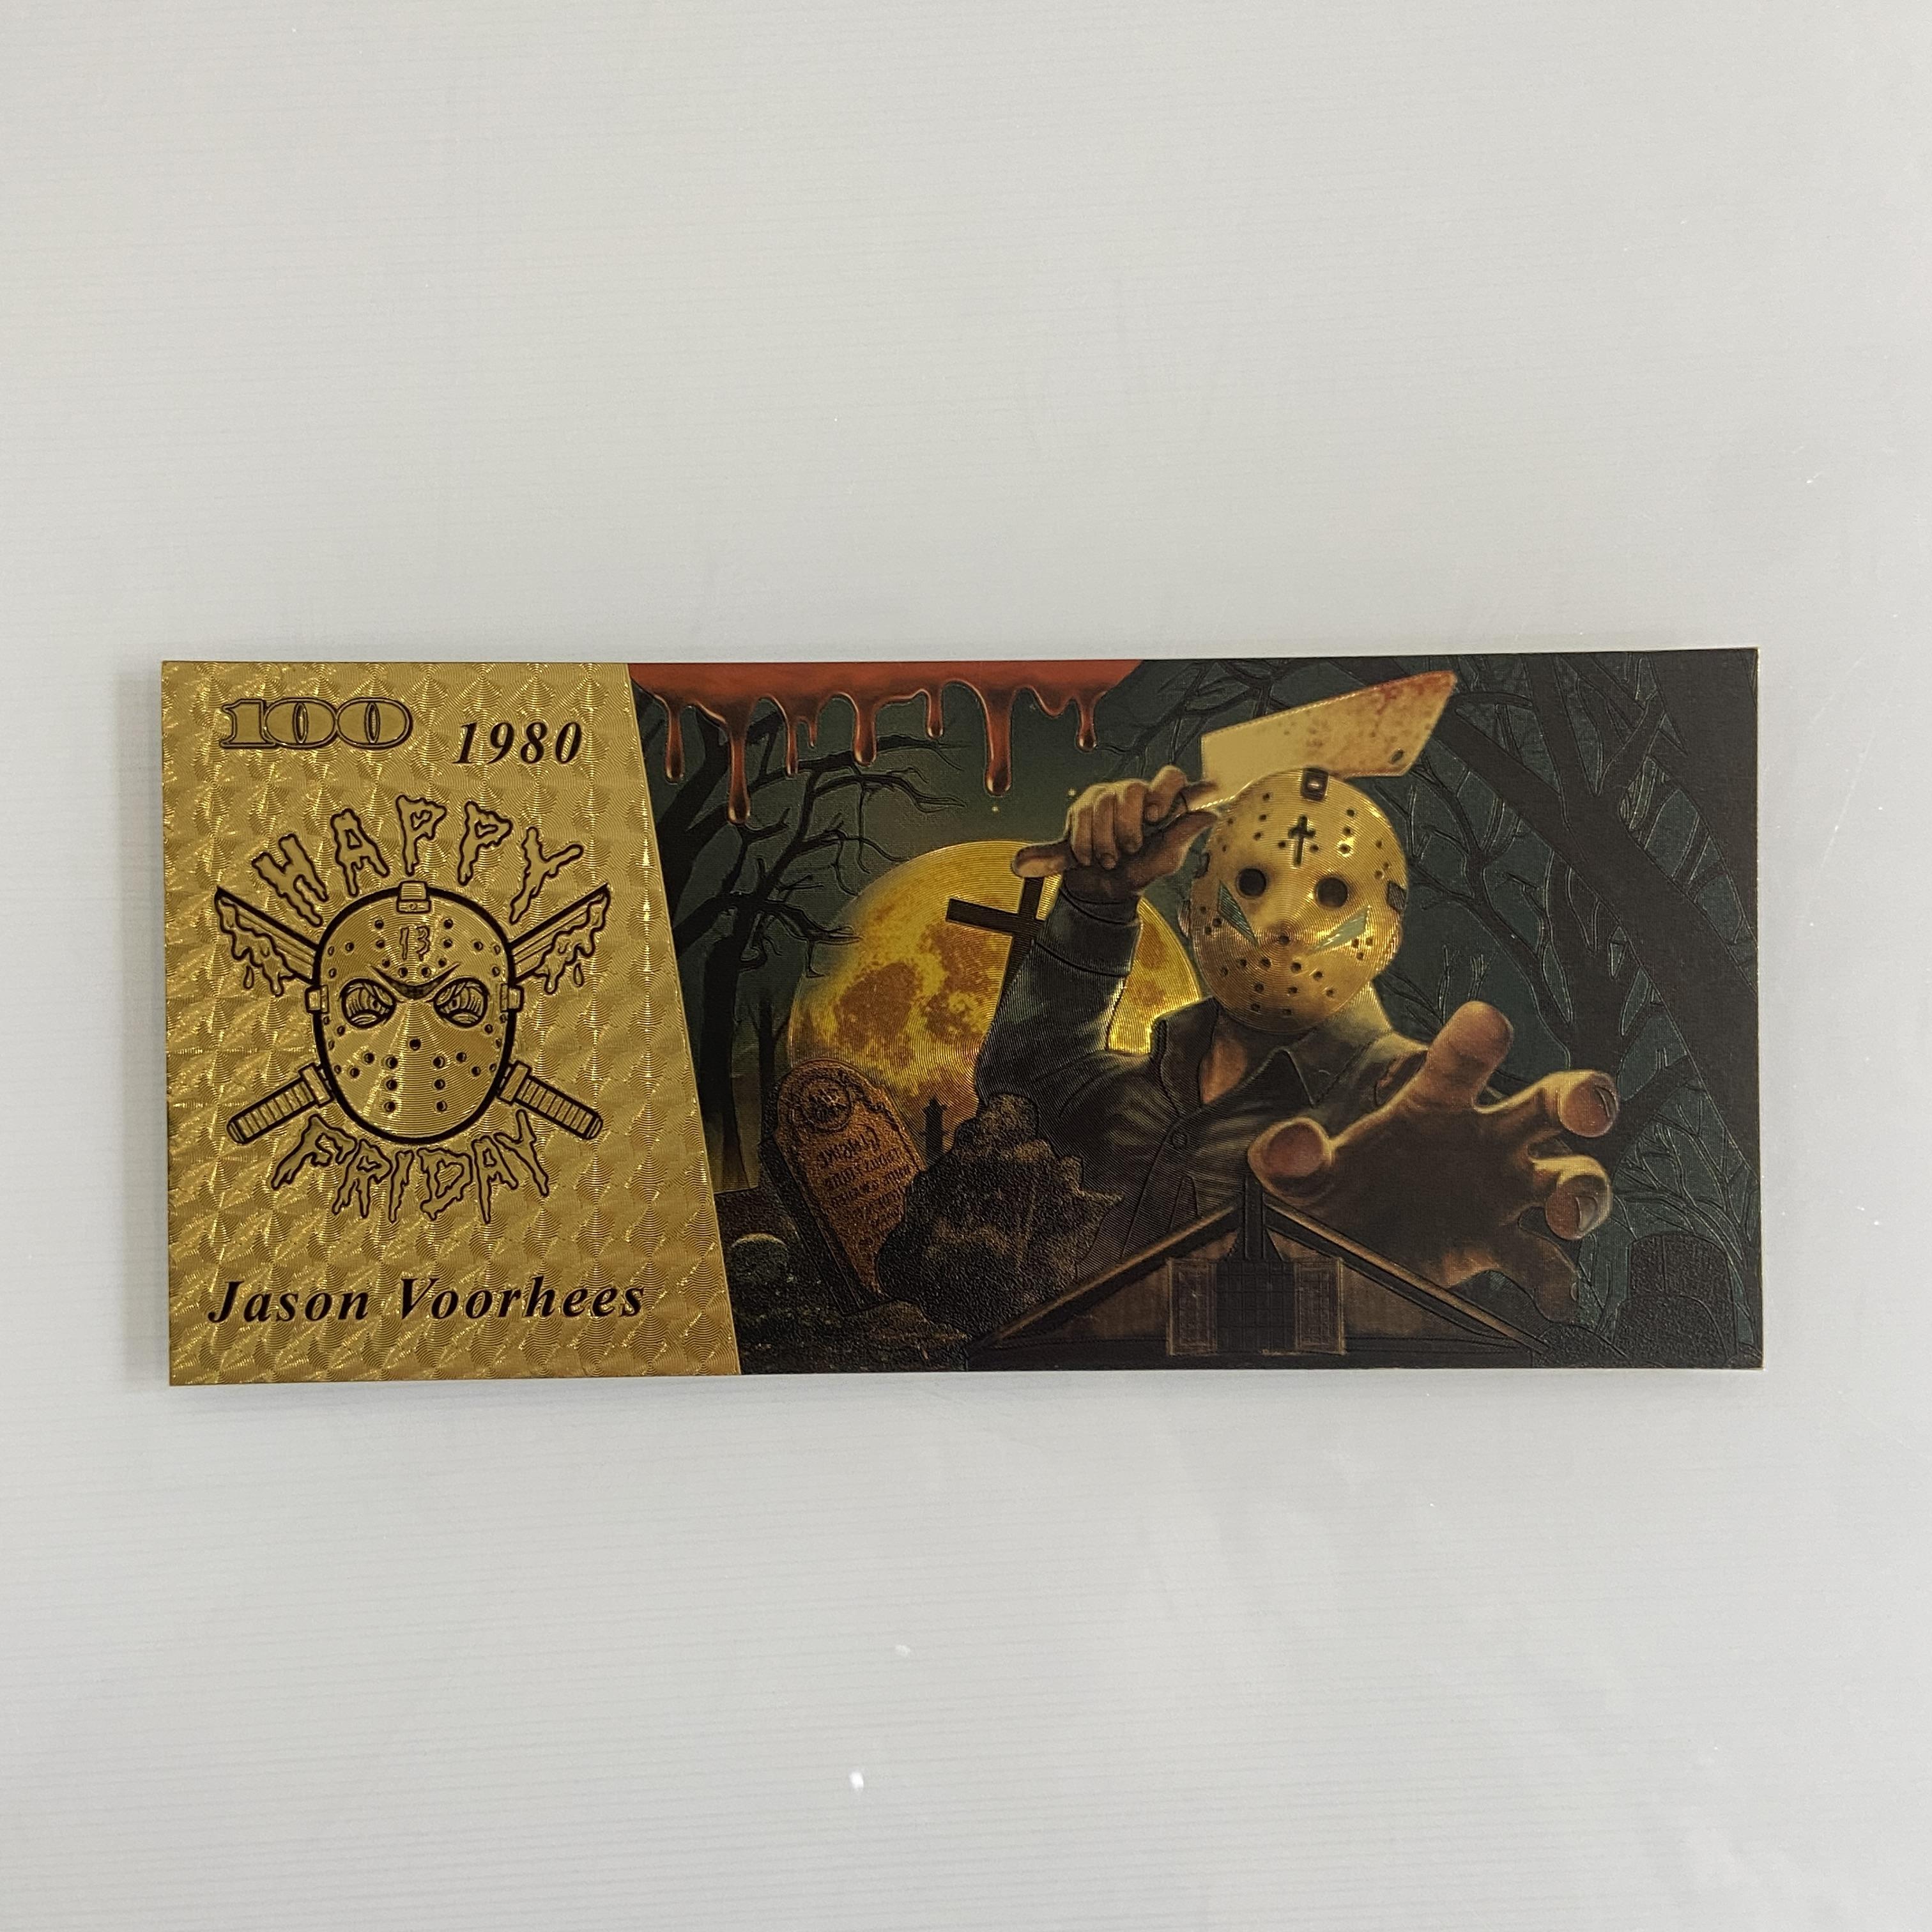 100 1980
HAPPY
13
FRIDAY
Jason Voorhees